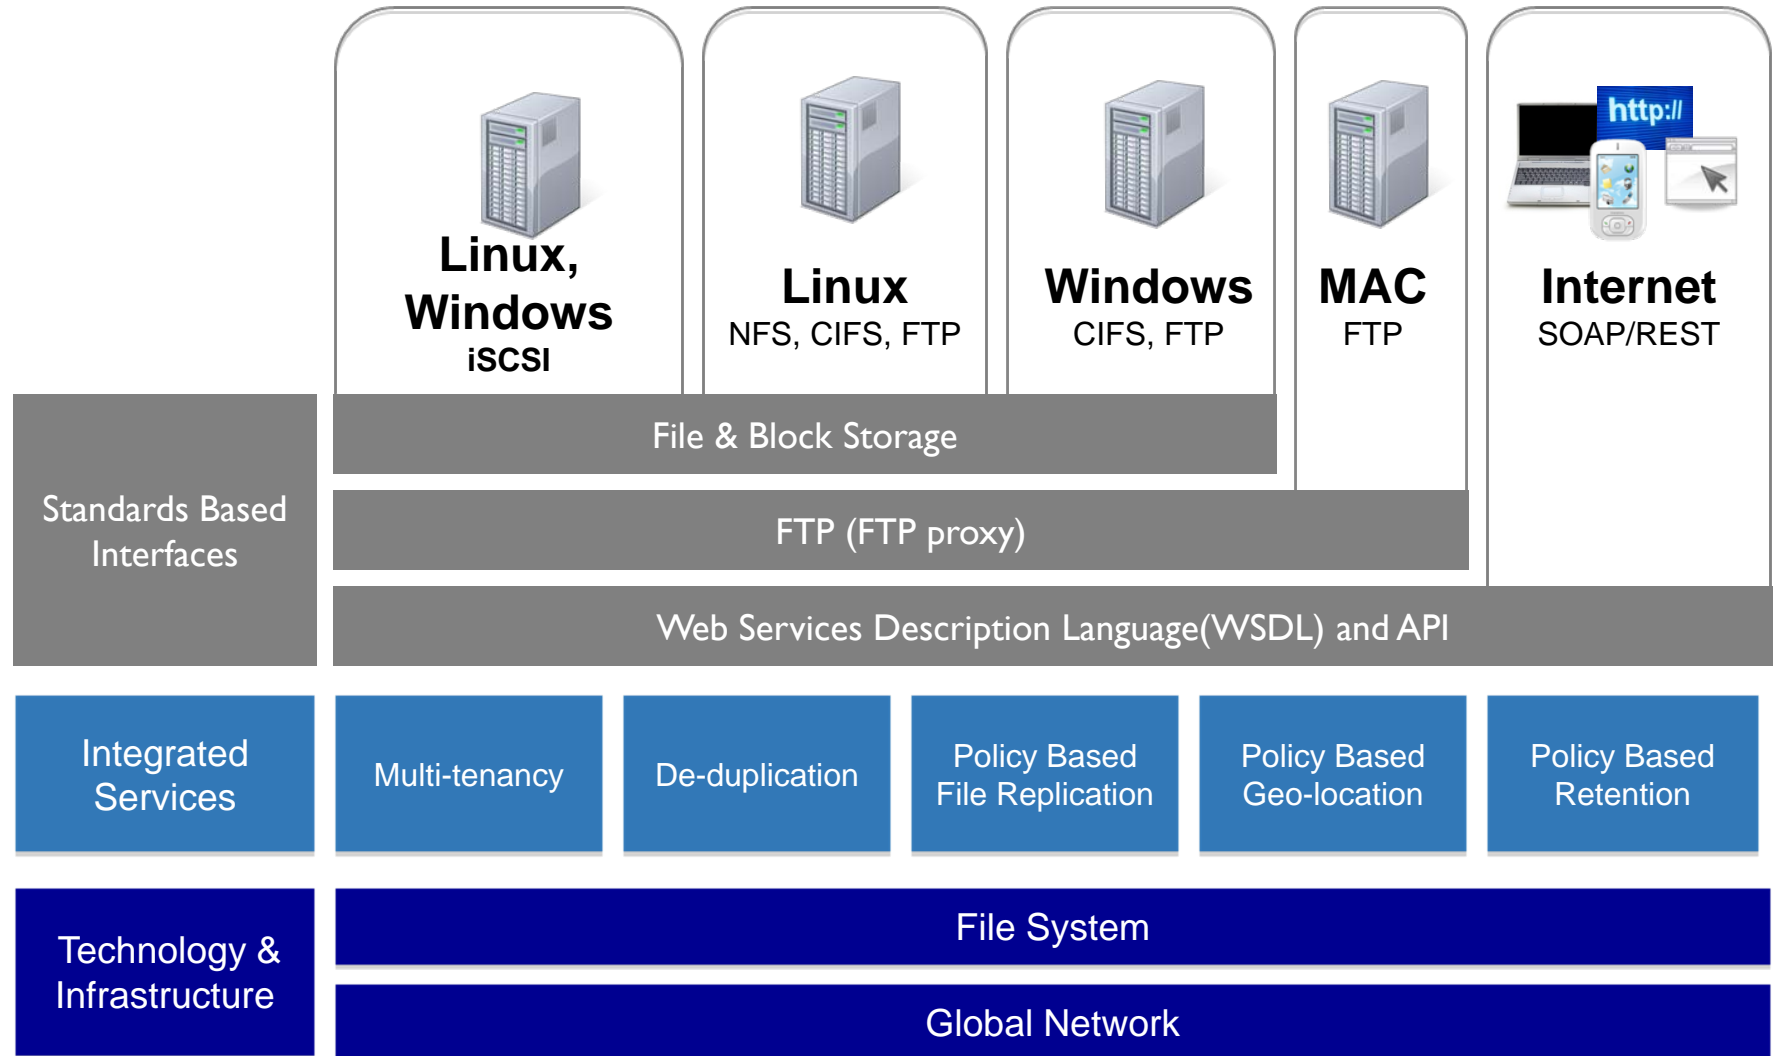 http://
Linux,
Windows
iSCSI
Linux
NFS, CIFS, FTP
Windows
CIFS, FTP
MAC
FTP
Internet
SOAP/REST
Standards Based
Interfaces
File & Block Storage
FTP (FTP proxy)
Web Services Description Language(WSDL) and API
Integrated
Services
Multi-tenancy
De-duplication
Policy Based
File Replication
Policy Based
Geo-location
Policy Based
Retention
Technology &
Infrastructure
File System
Global Network